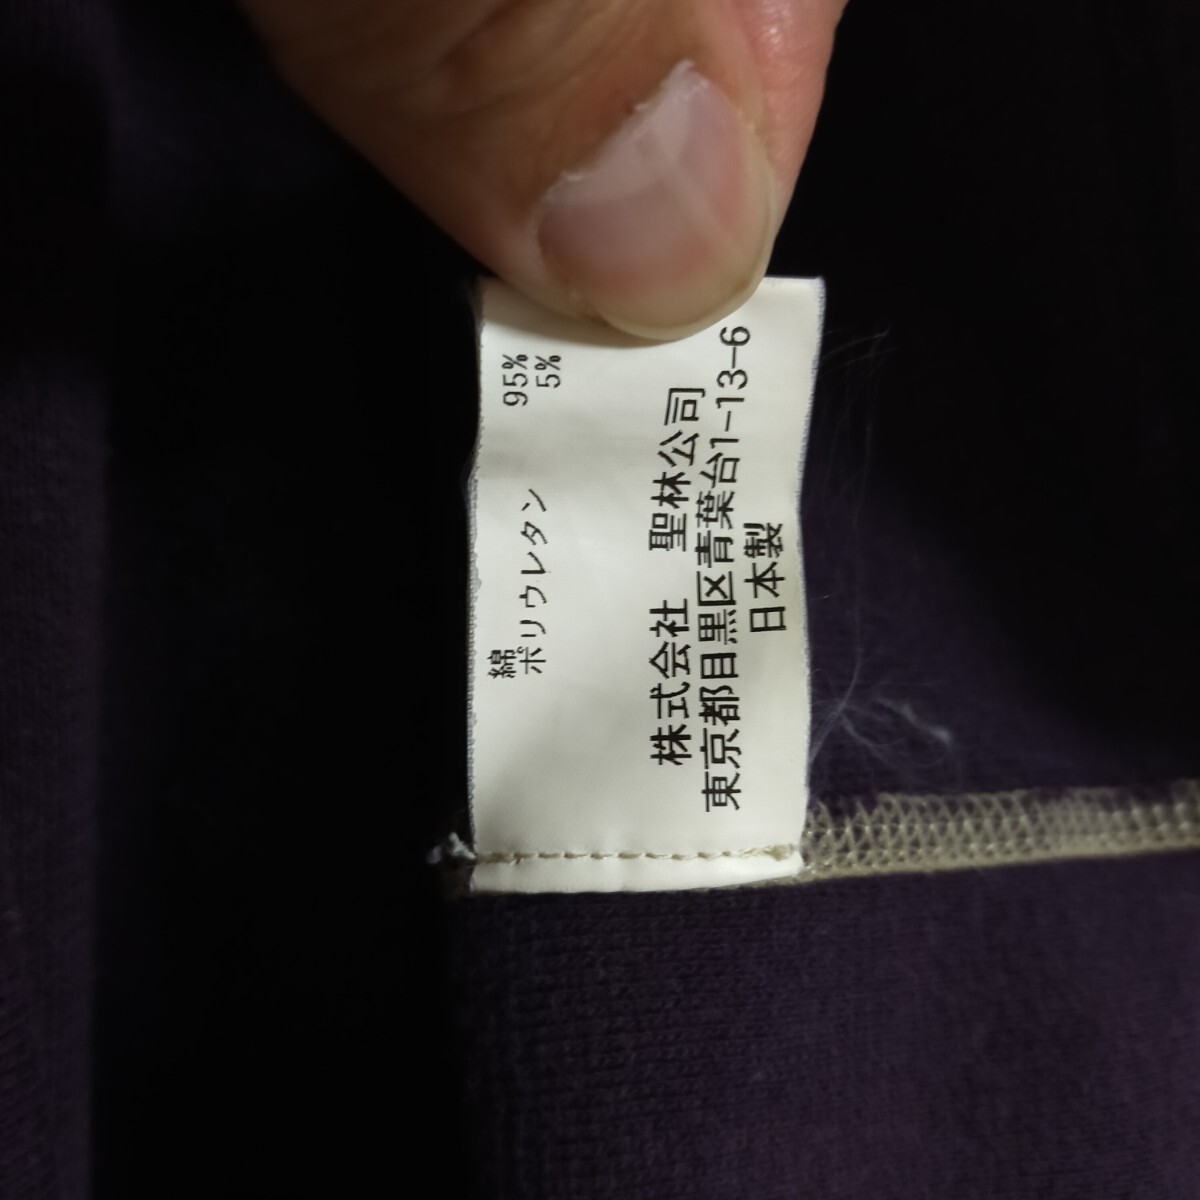 綿 95%
ポリウレタン 5%
株式会社 聖林公司
東京都目黒区青葉台1-13-6
日本製